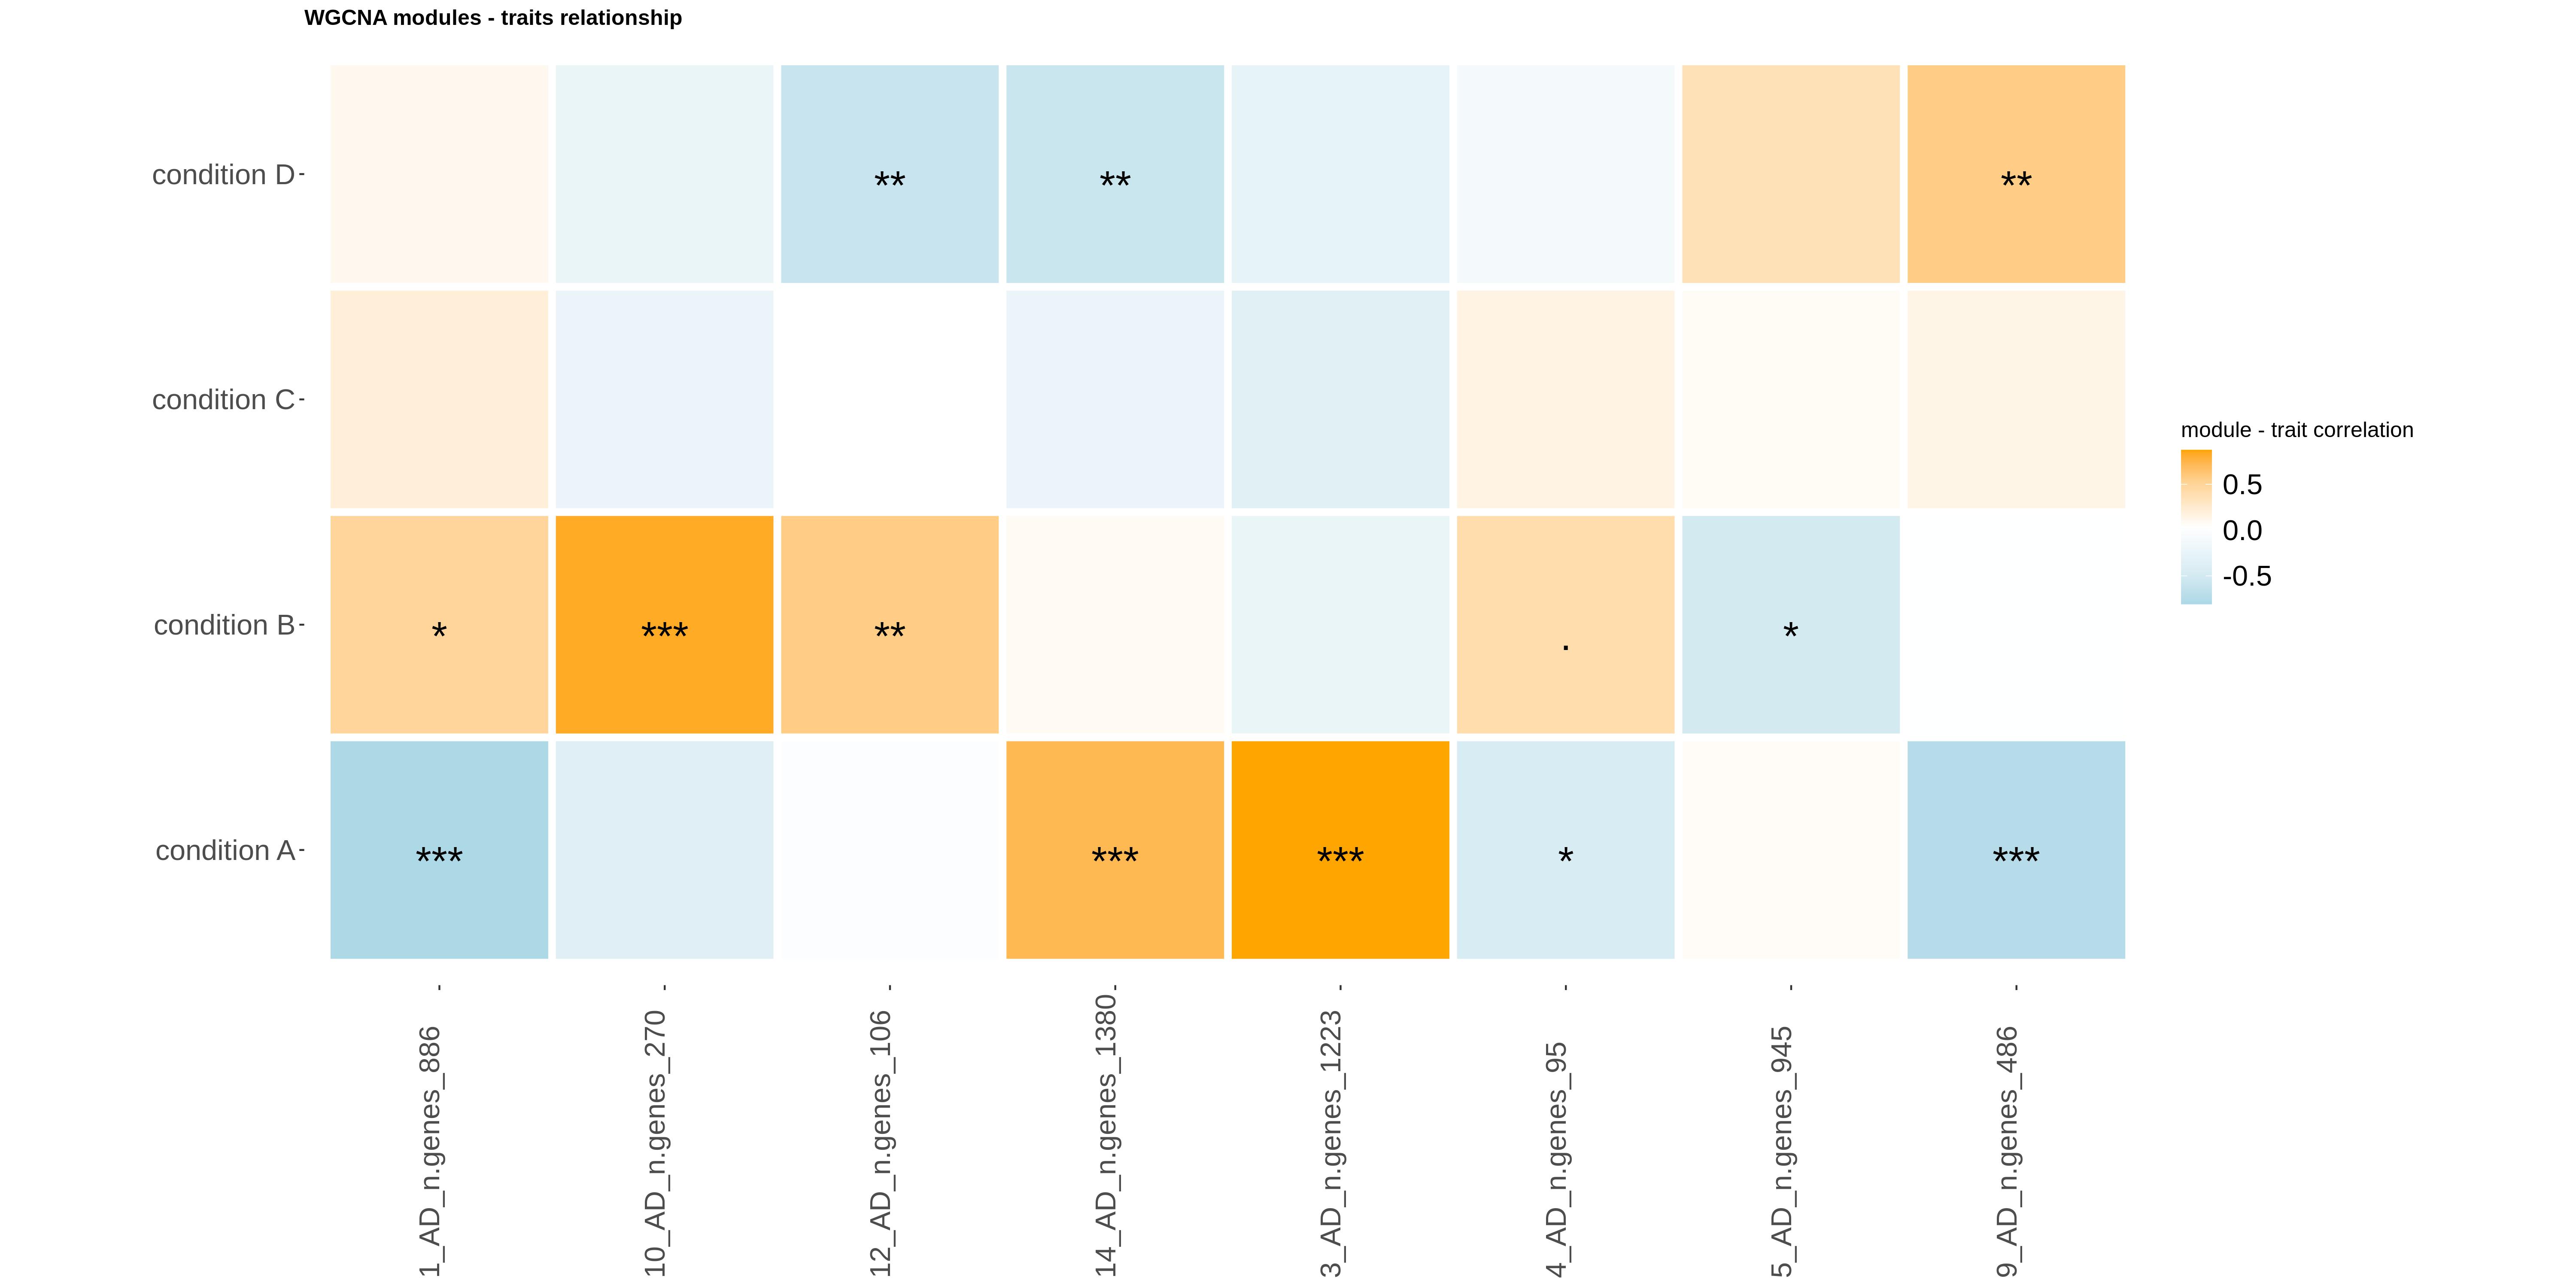 WGCNA modules - traits relationship
condition D
** ** **
condition C
condition B
* *** ** . *
condition A
*** *** *** * ***
1_AD_n.genes_886
10_AD_n.genes_270
12_AD_n.genes_106
14_AD_n.genes_1380
3_AD_n.genes_1223
4_AD_n.genes_95
5_AD_n.genes_945
9_AD_n.genes_486
module - trait correlation
0.5
0.0
-0.5